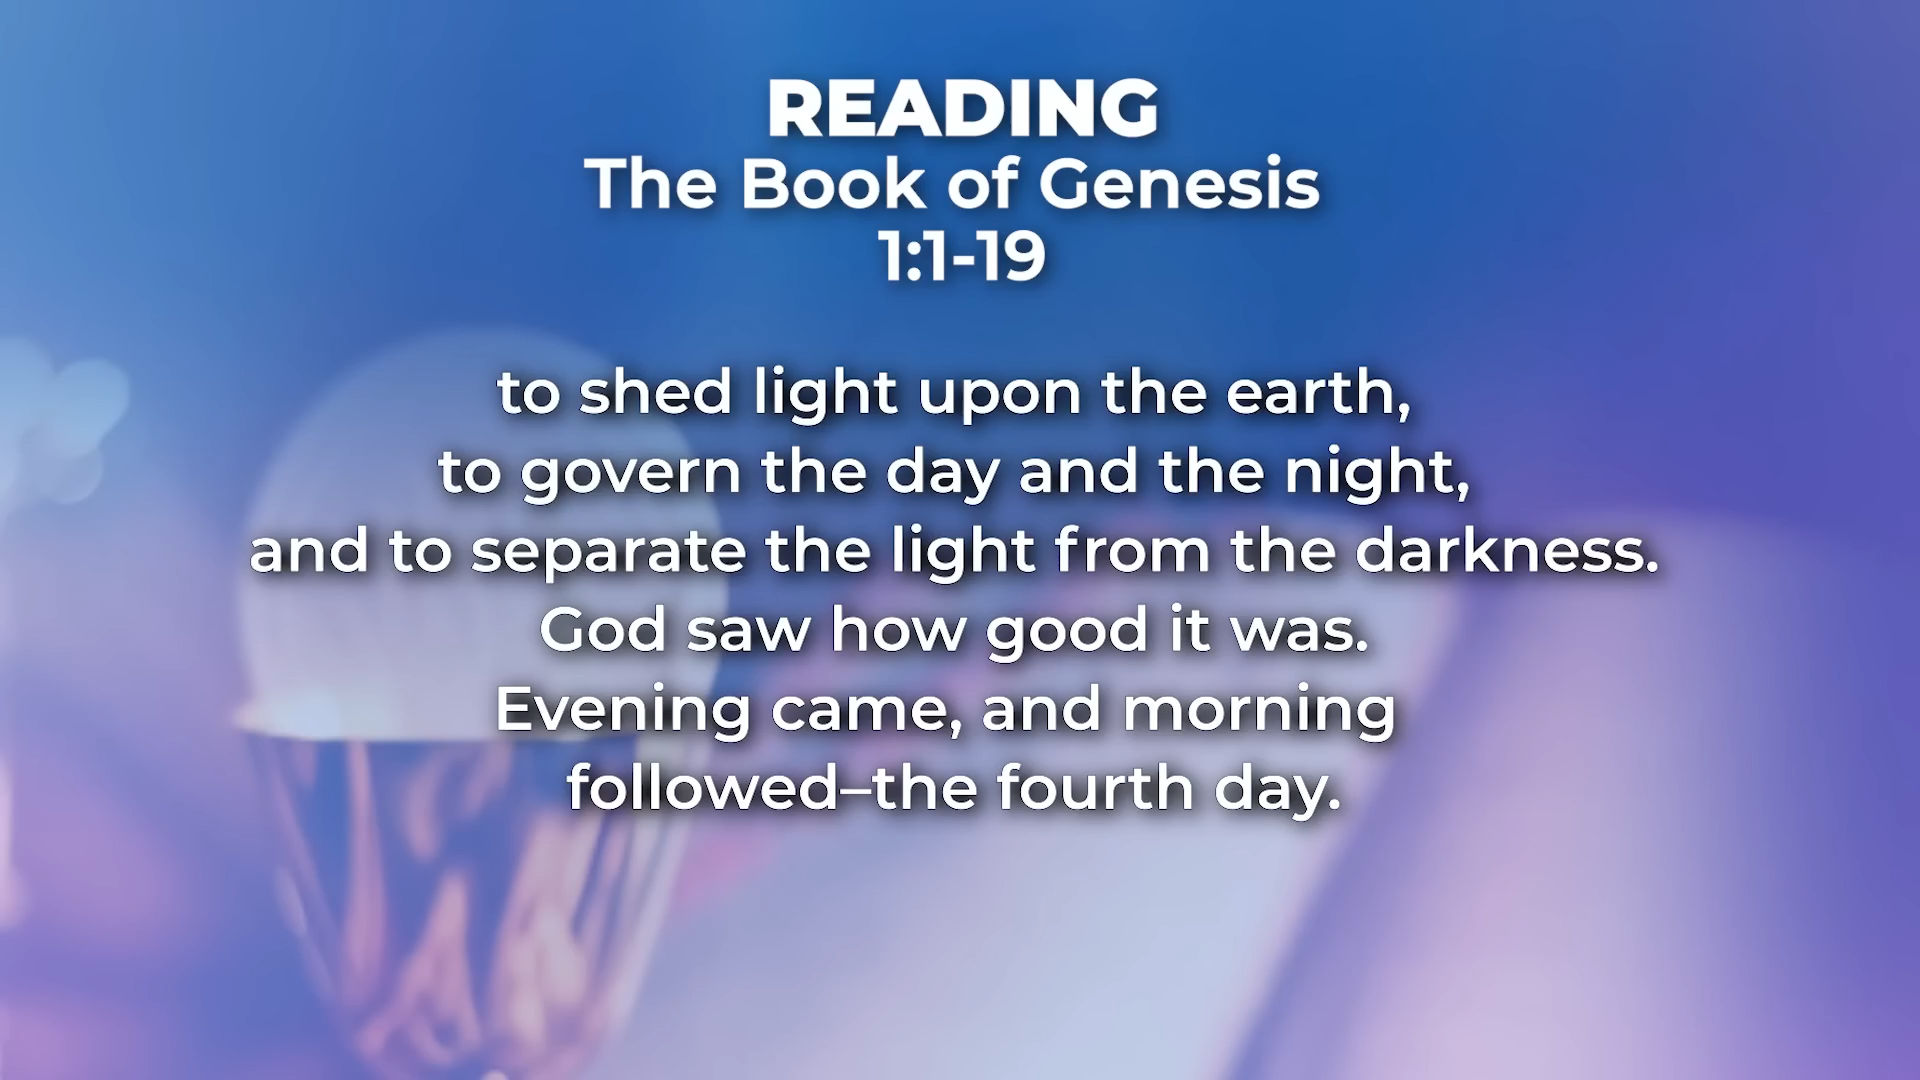 READING
The Book of Genesis
1:1-19
to shed light upon the earth,
to govern the day and the night,
and to separate the light from the darkness.
God saw how good it was.
Evening came, and morning
followed–the fourth day.